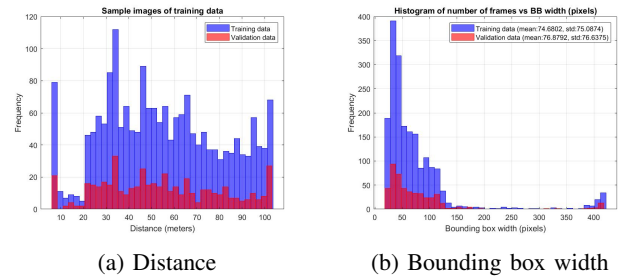 Sample images of training data
Training data
Validation data
120
100
80
60
40
20
0
Frequency
10 20 30 40 50 60 70 80 90 100
Distance (meters)
(a) Distance
Histogram of number of frames vs BB width (pixels)
Training data (mean:74.6802, std:75.0874)
Validation data (mean:76.8792, std:76.6375)
400
350
300
250
200
150
100
50
0
Frequency
0 50 100 150 200 250 300 350 400
Bounding box width (pixels)
(b) Bounding box width